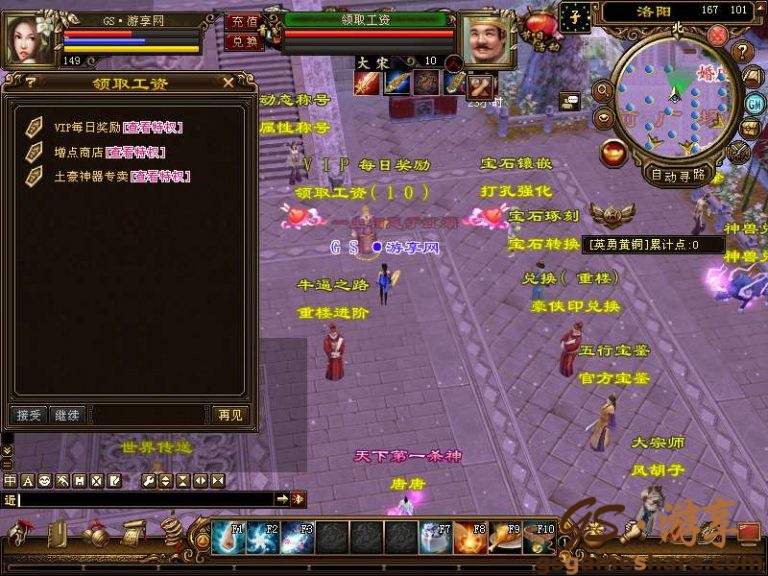 GS·游享网
149
充值
兑换
领取工资
大宋
10
洛阳
167 101
北
GM
自动寻路
领取工资
VIP每日奖励[查看特权]
增点商店[查看特权]
土豪神器专卖[查看特权]
接受
继续
再见
动态称号
属性称号
VIP 每日奖励
领取工资(10)
宝石镶嵌
打孔强化
宝石琢刻
宝石转换
[英勇黄铜]累计点:0
GS●游享网
牛逼之路
重楼进阶
兑换(重楼)
豪侠印兑换
五行宝鉴
官方宝鉴
大宗师
风胡子
世界传送
天下第一杀神
唐唐
近
F1
F2
F3
F7
F8
F9
F10
GS 游享